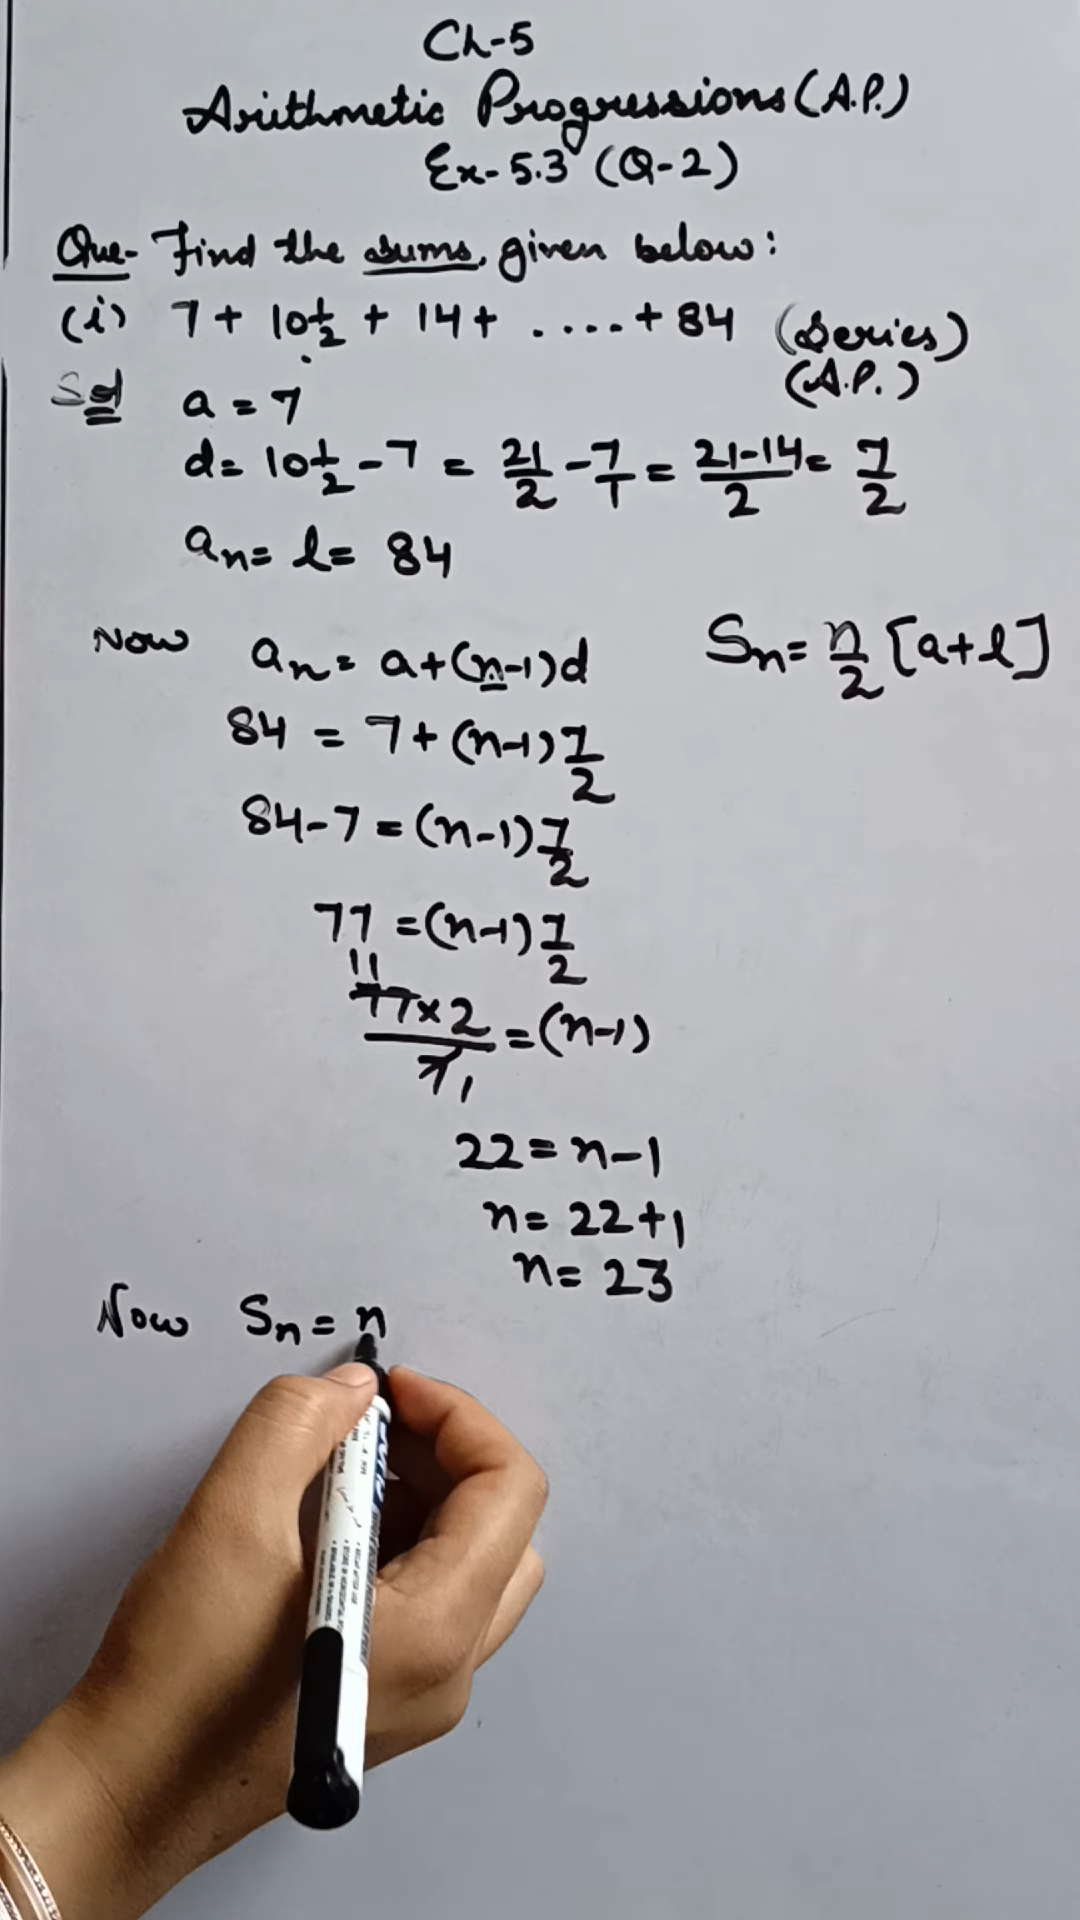 Ch-5
Arithmetic Progressions (A.P.)
Ex-5.3 (Q-2)
Que- Find the sums, given below:
(i) 7 + 10½ + 14 + ..... + 84 (Series)
(A.P.)
Sol a = 7
d = 10½ - 7 = 21/2 - 7/1 = 21-14/2 = 7/2
an = l = 84
Now an = a+(n-1)d Sn = n/2 [a+l]
84 = 7+(n-1)7/2
84-7 = (n-1)7/2
77 = (n-1)7/2
11
77×2/7 1 = (n-1)
22 = n-1
n = 22+1
n = 23
Now Sn = n